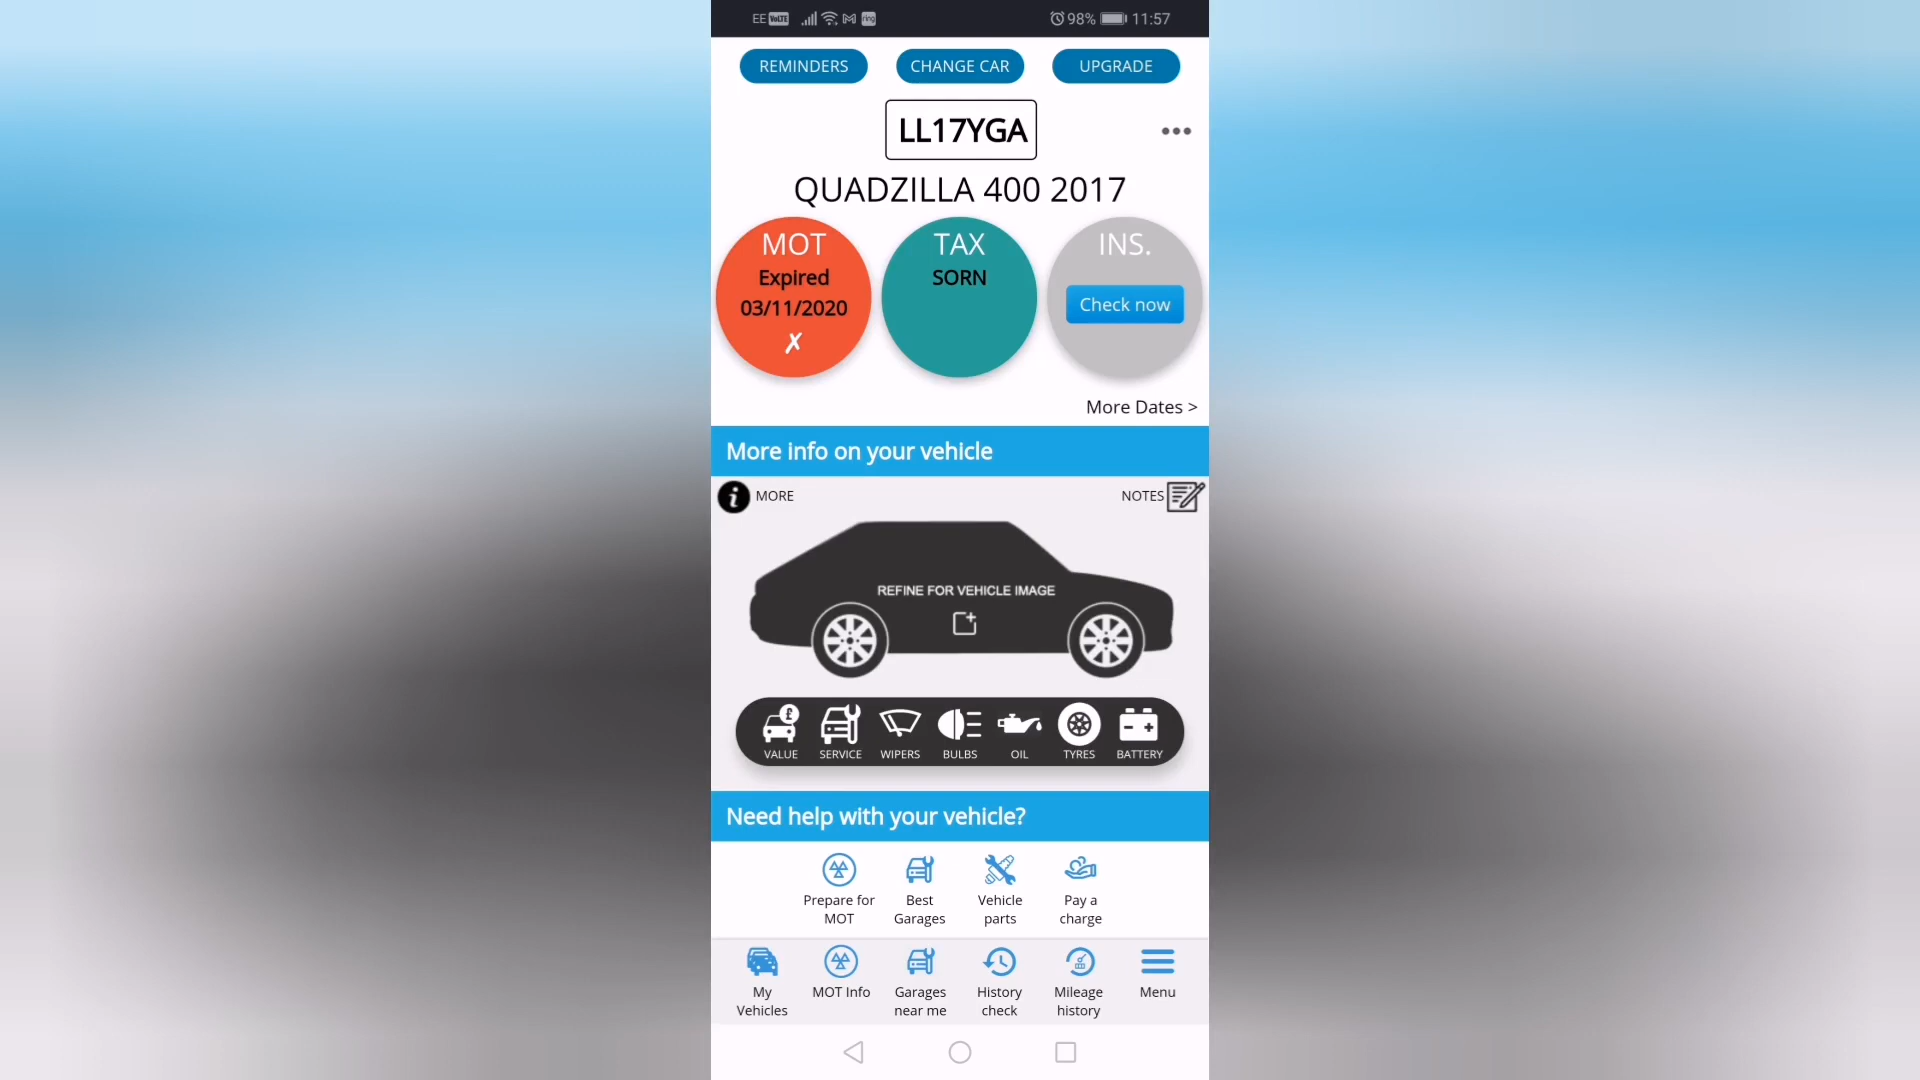 EE VoLTE ring 98% 11:57
REMINDERS CHANGE CAR UPGRADE
LL17YGA
QUADZILLA 400 2017
MOT TAX INS.
Expired SORN
03/11/2020 Check now
✗
More Dates >
More info on your vehicle
i MORE NOTES
REFINE FOR VEHICLE IMAGE
£
VALUE SERVICE WIPERS BULBS OIL TYRES BATTERY
Need help with your vehicle?
Prepare for Best Vehicle Pay a
MOT Garages parts charge
My MOT Info Garages History Mileage Menu
Vehicles near me check history